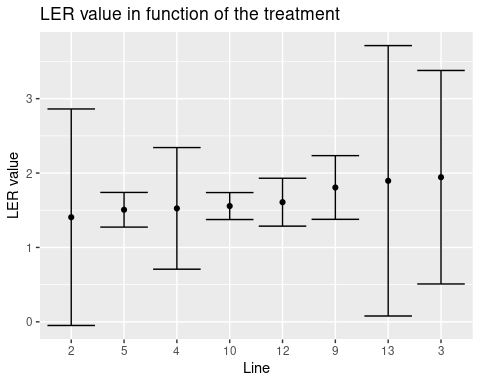 LER value in function of the treatment
LER value
3
2
1
0
2 5 4 10 12 9 13 3
Line